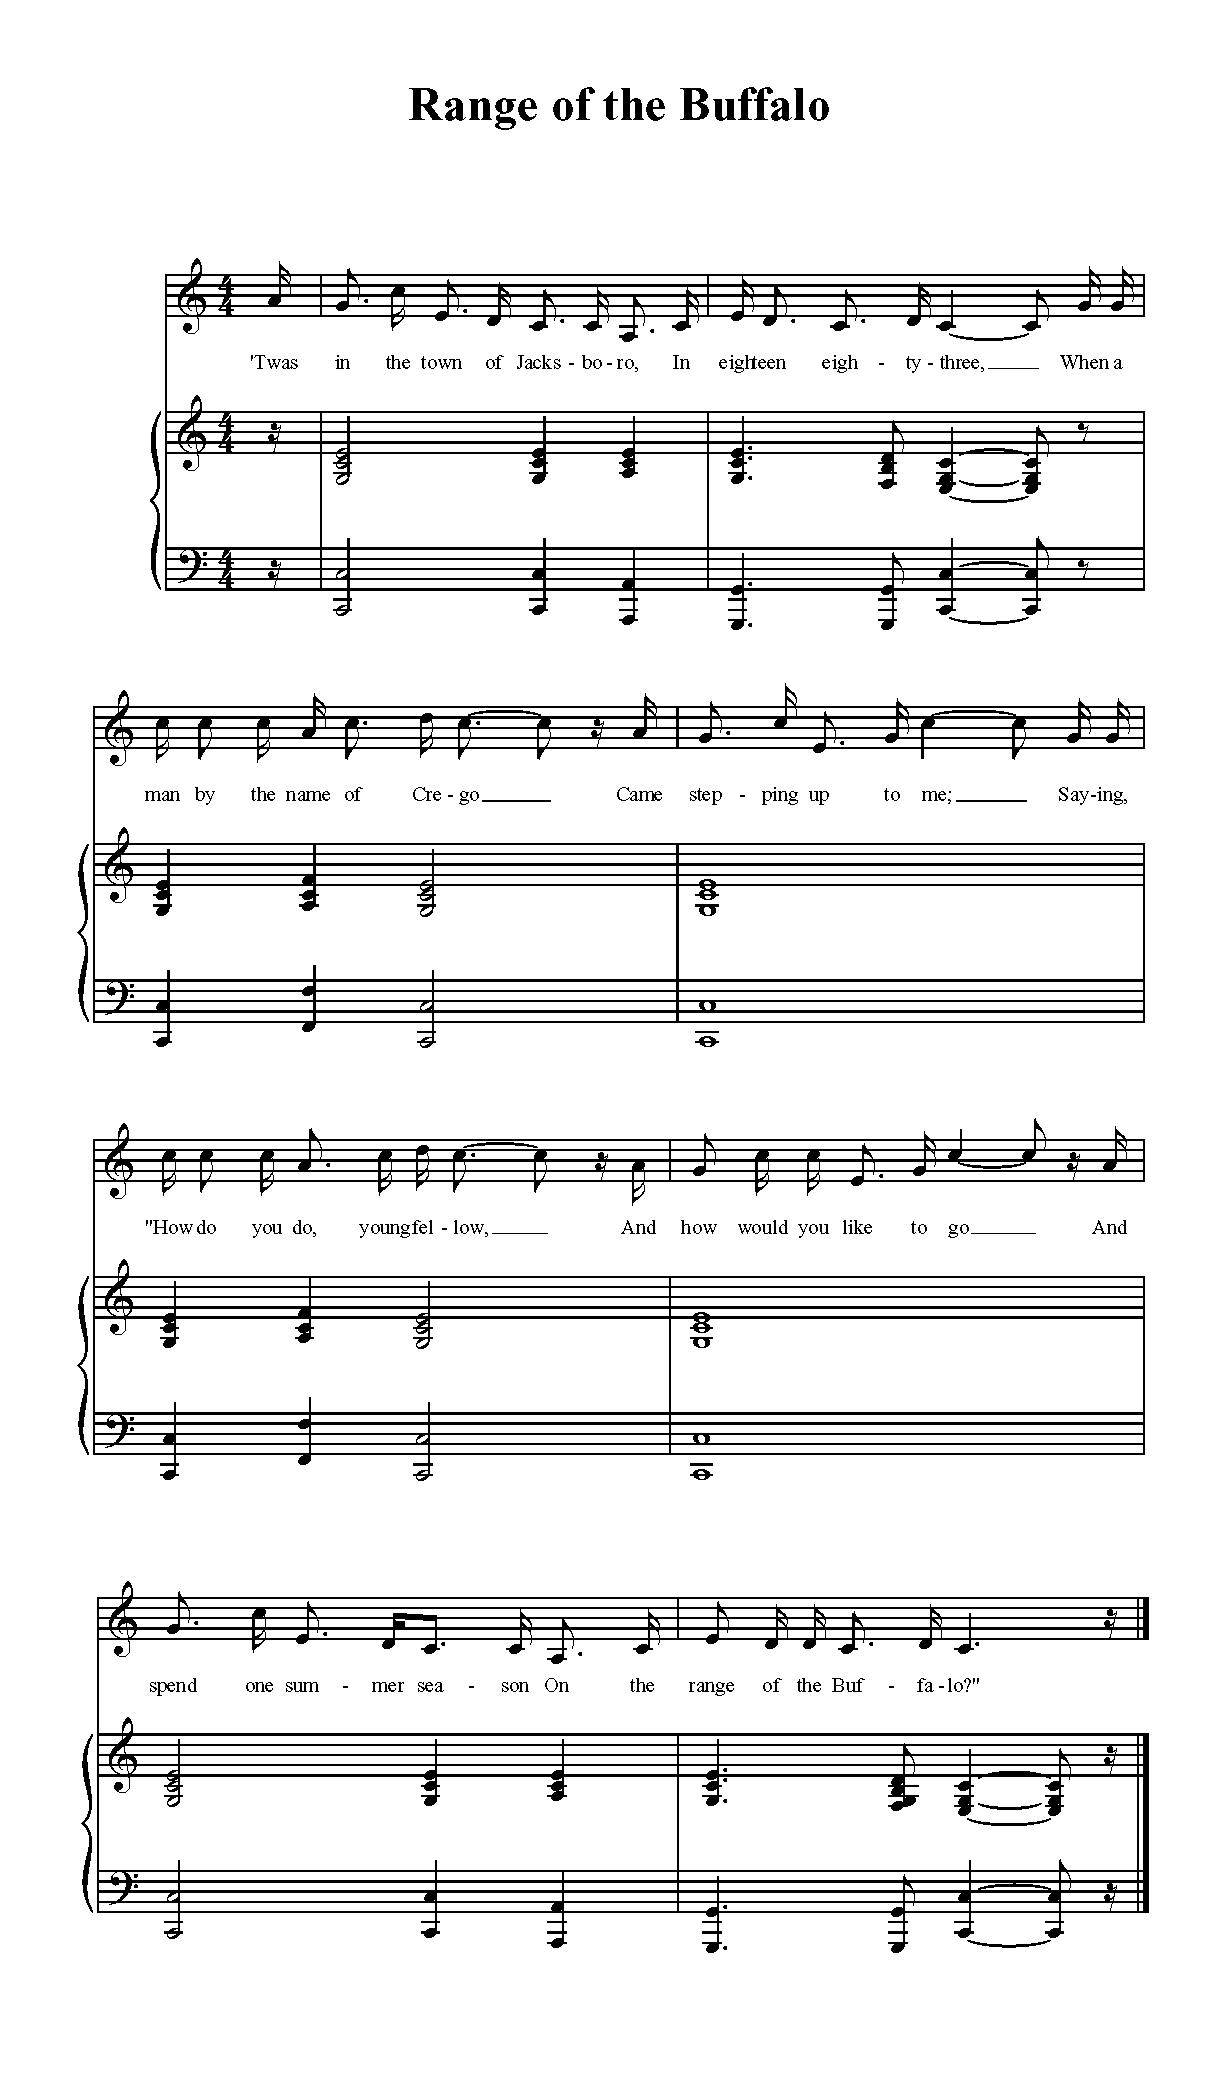 Range of the Buffalo
'Twas in the town of Jacks - bo - ro, In eighteen eigh - ty - three, When a
man by the name of Cre - go Came step - ping up to me; Say-ing,
"How do you do, young fel - low, And how would you like to go And
spend one sum - mer sea - son On the range of the Buf - fa - lo?"